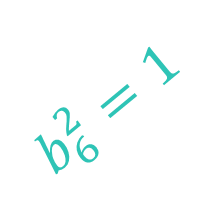 b_6^2 = 1